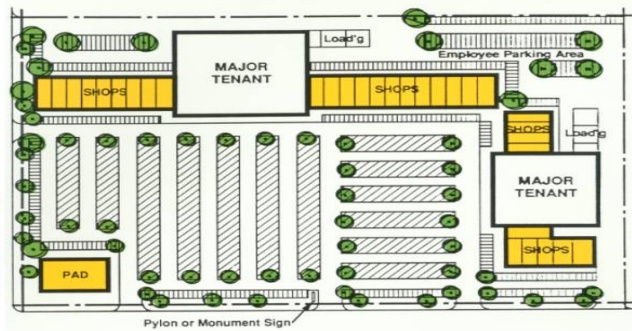 Load'g
MAJOR
TENANT
Employee Parking Area
SHOPS
SHOPS
SHOPS
Load'g
MAJOR
TENANT
SHOPS
PAD
Pylon or Monument Sign